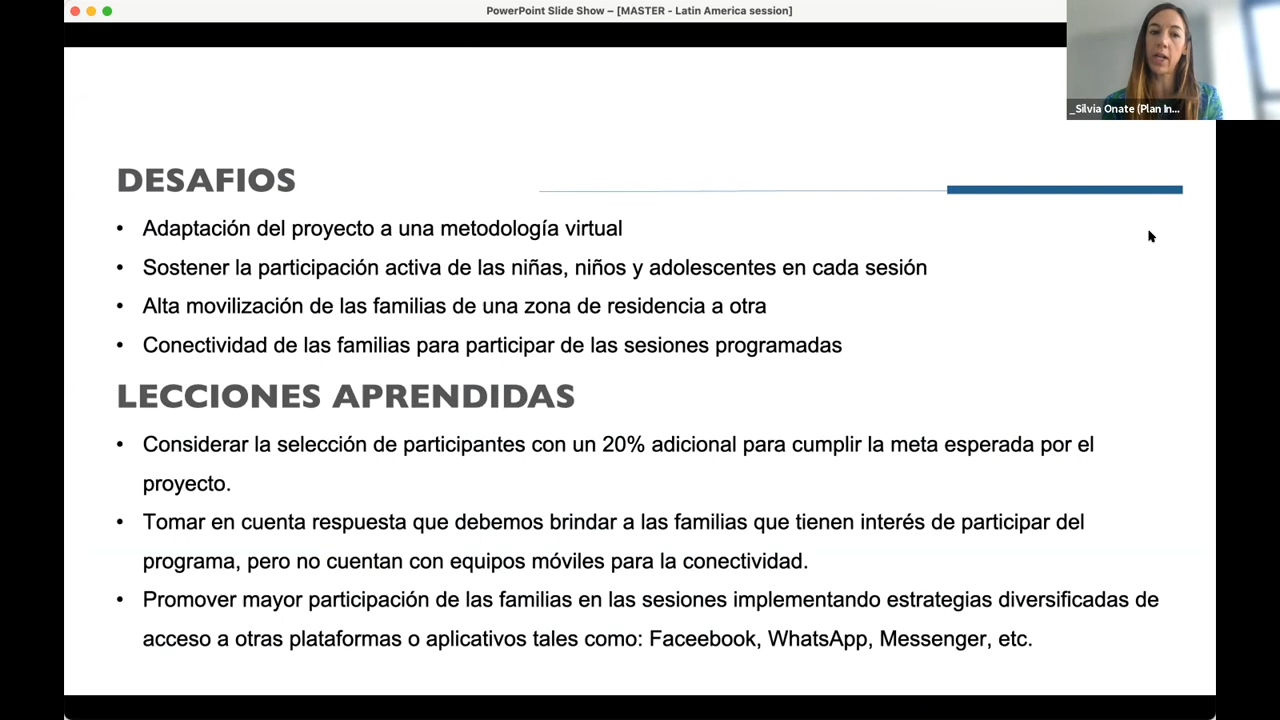 PowerPoint Slide Show – [MASTER - Latin America session]
_Silvia Onate (Plan In...
DESAFIOS
• Adaptación del proyecto a una metodología virtual
• Sostener la participación activa de las niñas, niños y adolescentes en cada sesión
• Alta movilización de las familias de una zona de residencia a otra
• Conectividad de las familias para participar de las sesiones programadas
LECCIONES APRENDIDAS
• Considerar la selección de participantes con un 20% adicional para cumplir la meta esperada por el
proyecto.
• Tomar en cuenta respuesta que debemos brindar a las familias que tienen interés de participar del
programa, pero no cuentan con equipos móviles para la conectividad.
• Promover mayor participación de las familias en las sesiones implementando estrategias diversificadas de
acceso a otras plataformas o aplicativos tales como: Faceebook, WhatsApp, Messenger, etc.